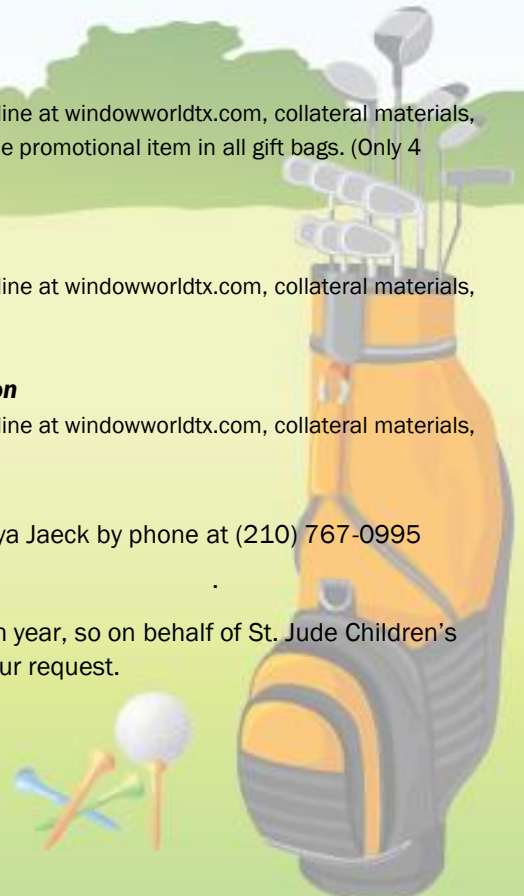 line at windowworldtx.com, collateral materials,
e promotional item in all gift bags. (Only 4
line at windowworldtx.com, collateral materials,
on
line at windowworldtx.com, collateral materials,
ya Jaeck by phone at (210) 767-0995
.
n year, so on behalf of St. Jude Children’s
ur request.